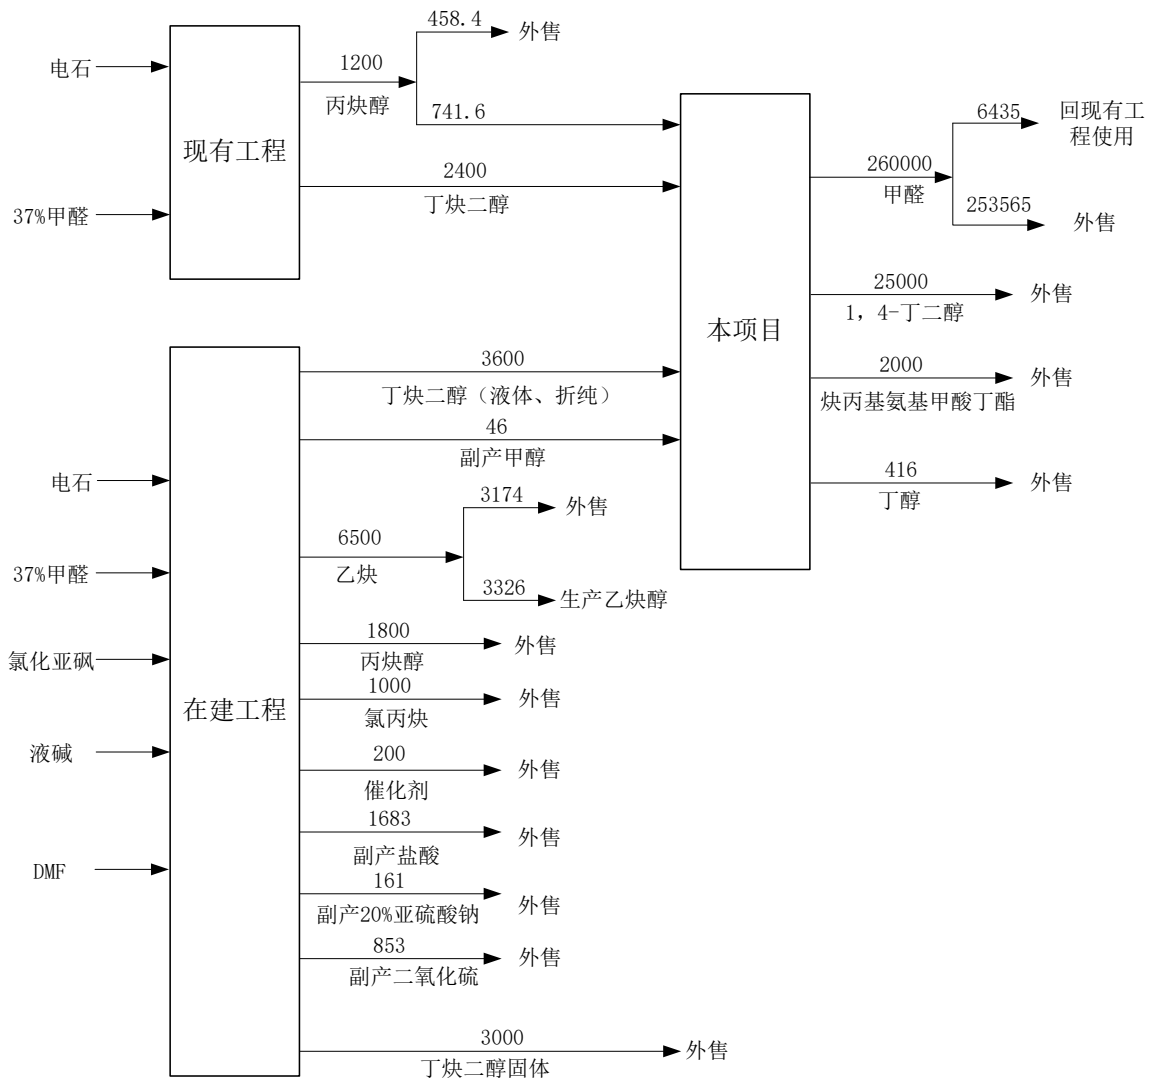 458.4
外售
电石
1200
丙炔醇
741.6
现有工程
2400
丁炔二醇
37%甲醛
6435
回现有工
程使用
260000
甲醛
253565
外售
25000
1，4-丁二醇
外售
本项目
2000
炔丙基氨基甲酸丁酯
外售
416
丁醇
外售
3600
丁炔二醇（液体、折纯）
46
副产甲醇
电石
3174
外售
6500
乙炔
3326
生产乙炔醇
37%甲醛
1800
丙炔醇
外售
氯化亚砜
1000
氯丙炔
外售
在建工程
液碱
200
催化剂
外售
1683
副产盐酸
外售
DMF
161
副产20%亚硫酸钠
外售
853
副产二氧化硫
外售
3000
丁炔二醇固体
外售